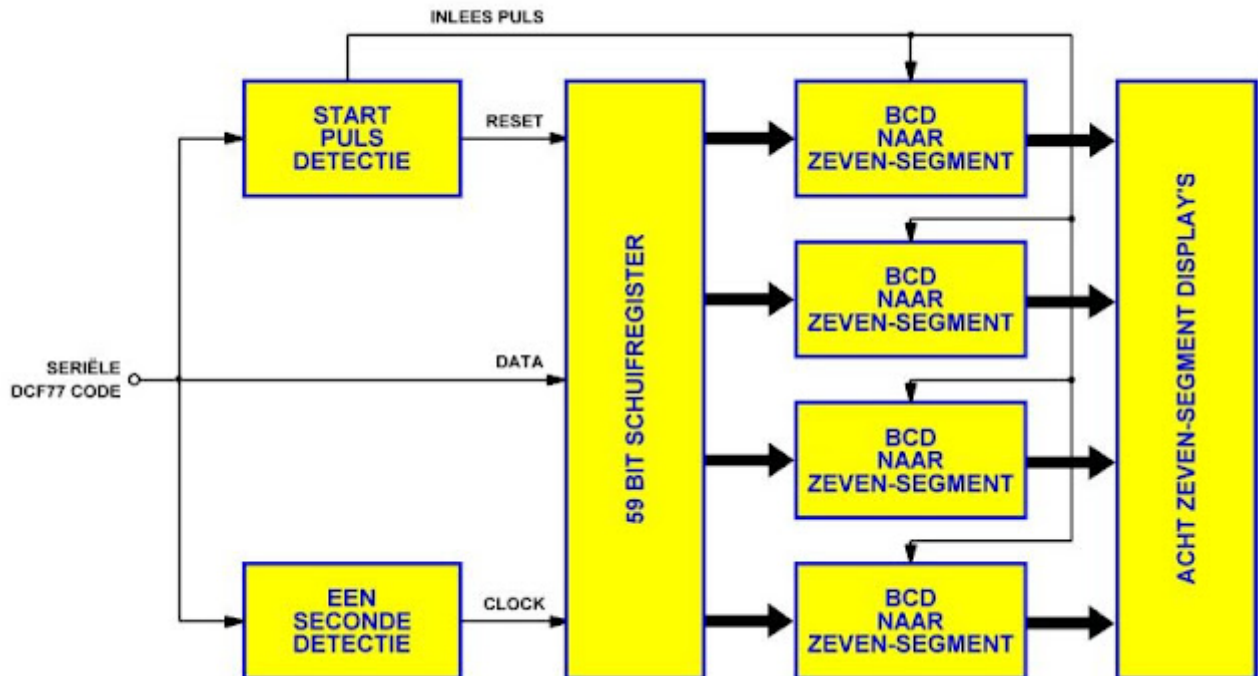 INLEES PULS
START
PULS
DETECTIE
RESET
BCD
NAAR
ZEVEN-SEGMENT
BCD
NAAR
ZEVEN-SEGMENT
SERIËLE
DCF77 CODE
DATA
59 BIT SCHUIFREGISTER
BCD
NAAR
ZEVEN-SEGMENT
ACHT ZEVEN-SEGMENT DISPLAY'S
EEN
SECONDE
DETECTIE
CLOCK
BCD
NAAR
ZEVEN-SEGMENT